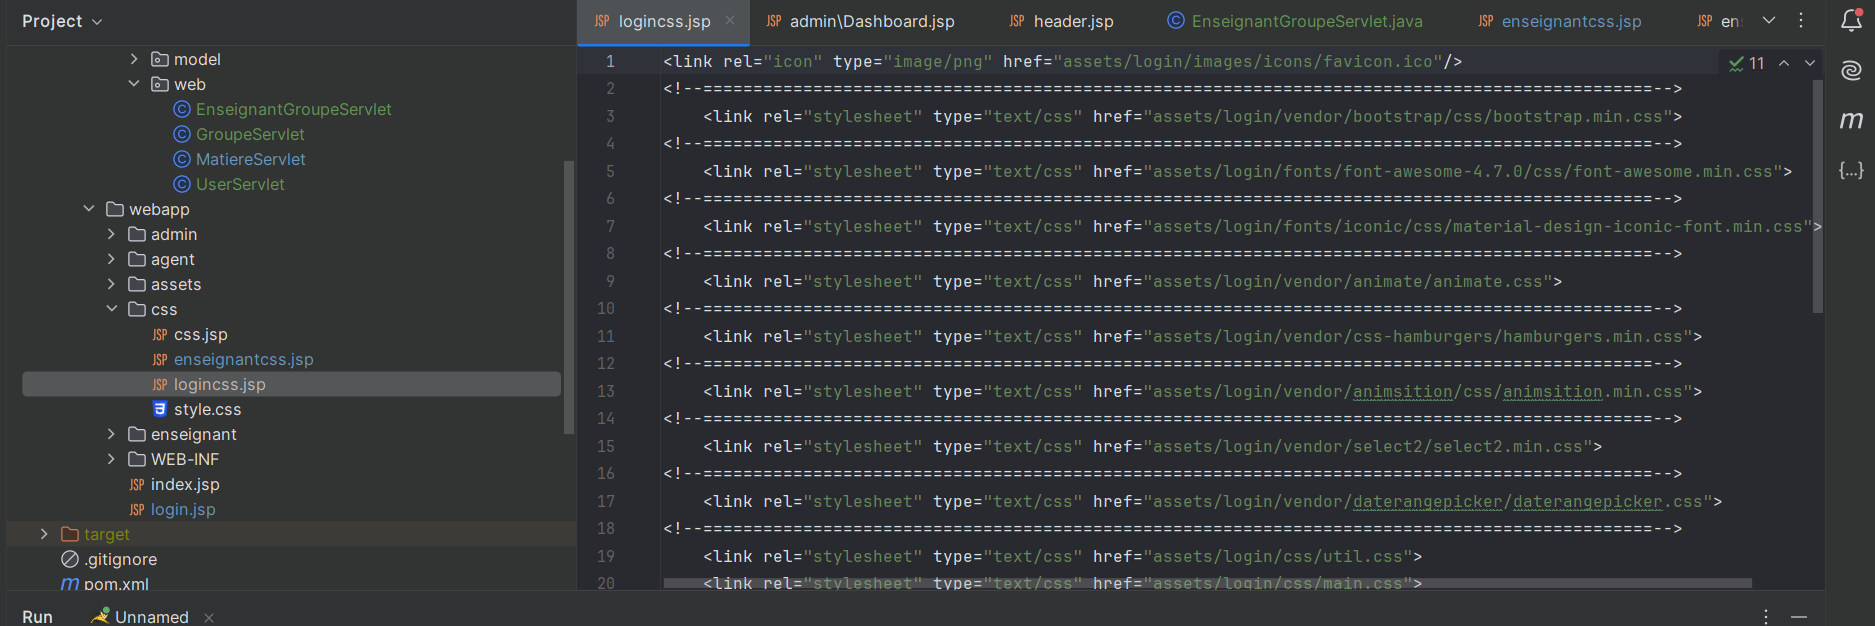 Project
logincss.jsp
admin\Dashboard.jsp
header.jsp
EnseignantGroupeServlet.java
enseignantcss.jsp
model
web
EnseignantGroupeServlet
GroupeServlet
MatiereServlet
UserServlet
webapp
admin
agent
assets
css
css.jsp
enseignantcss.jsp
logincss.jsp
style.css
enseignant
WEB-INF
index.jsp
login.jsp
target
.gitignore
pom.xml
11
1 <link rel="icon" type="image/png" href="assets/login/images/icons/favicon.ico"/>
2 <!--===============================================================================================-->
3 <link rel="stylesheet" type="text/css" href="assets/login/vendor/bootstrap/css/bootstrap.min.css">
4 <!--===============================================================================================-->
5 <link rel="stylesheet" type="text/css" href="assets/login/fonts/font-awesome-4.7.0/css/font-awesome.min.css">
6 <!--===============================================================================================-->
7 <link rel="stylesheet" type="text/css" href="assets/login/fonts/iconic/css/material-design-iconic-font.min.css">
8 <!--===============================================================================================-->
9 <link rel="stylesheet" type="text/css" href="assets/login/vendor/animate/animate.css">
10 <!--===============================================================================================-->
11 <link rel="stylesheet" type="text/css" href="assets/login/vendor/css-hamburgers/hamburgers.min.css">
12 <!--===============================================================================================-->
13 <link rel="stylesheet" type="text/css" href="assets/login/vendor/animsition/css/animsition.min.css">
14 <!--===============================================================================================-->
15 <link rel="stylesheet" type="text/css" href="assets/login/vendor/select2/select2.min.css">
16 <!--===============================================================================================-->
17 <link rel="stylesheet" type="text/css" href="assets/login/vendor/daterangepicker/daterangepicker.css">
18 <!--===============================================================================================-->
19 <link rel="stylesheet" type="text/css" href="assets/login/css/util.css">
20 <link rel="stylesheet" type="text/css" href="assets/login/css/main.css">
Run
Unnamed